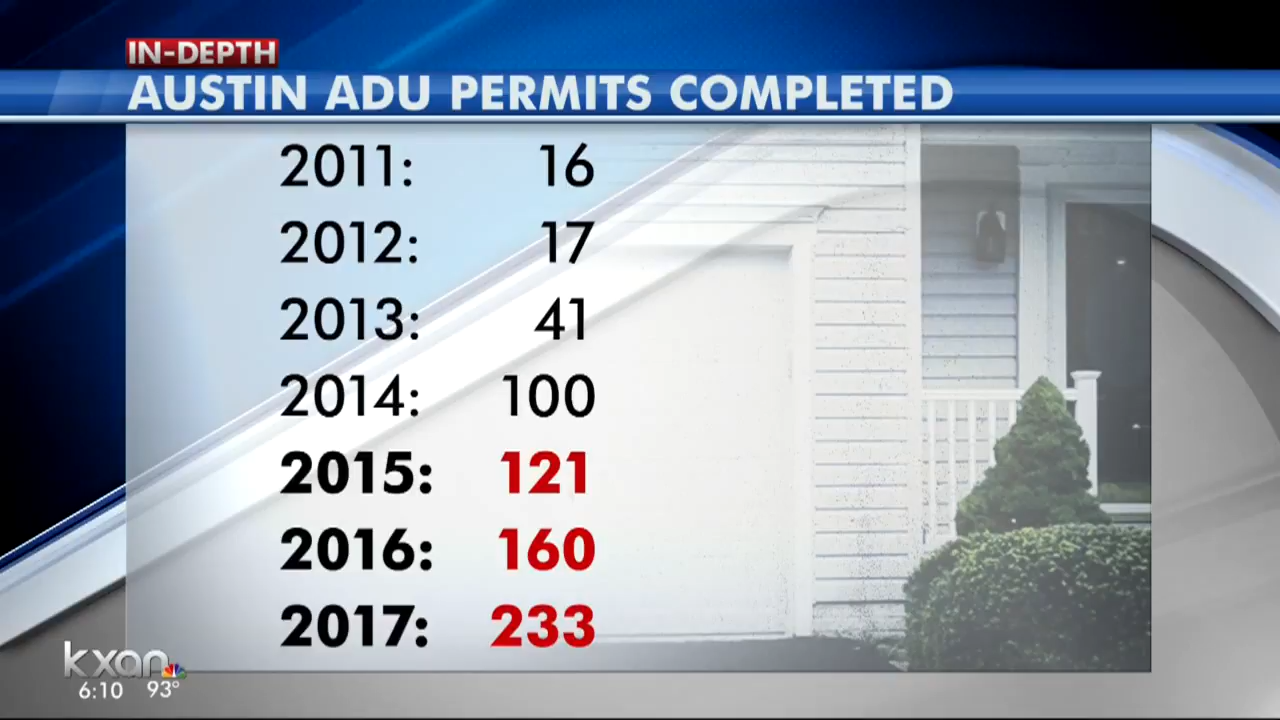 IN-DEPTH
AUSTIN ADU PERMITS COMPLETED
2011: 16
2012: 17
2013: 41
2014: 100
2015: 121
2016: 160
2017: 233
kxan
6:10 93°